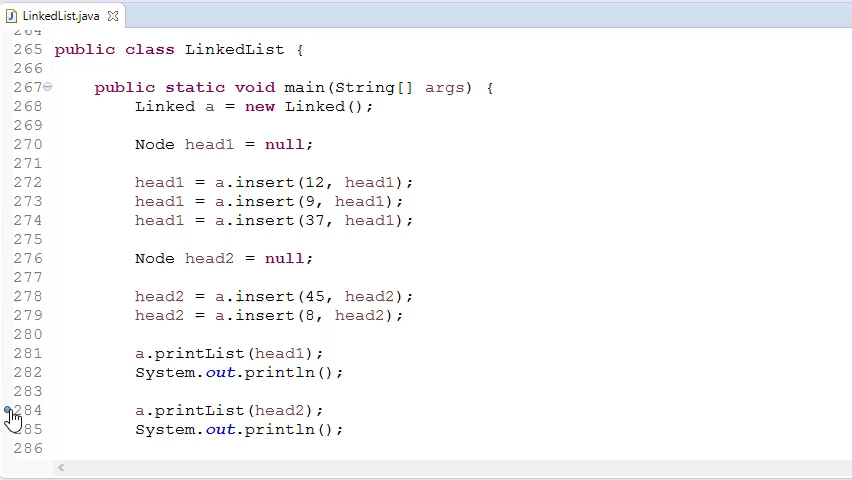 LinkedList.java
264
265 public class LinkedList {
266
267 public static void main(String[] args) {
268 Linked a = new Linked();
269
270 Node head1 = null;
271
272 head1 = a.insert(12, head1);
273 head1 = a.insert(9, head1);
274 head1 = a.insert(37, head1);
275
276 Node head2 = null;
277
278 head2 = a.insert(45, head2);
279 head2 = a.insert(8, head2);
280
281 a.printList(head1);
282 System.out.println();
283
284 a.printList(head2);
285 System.out.println();
286